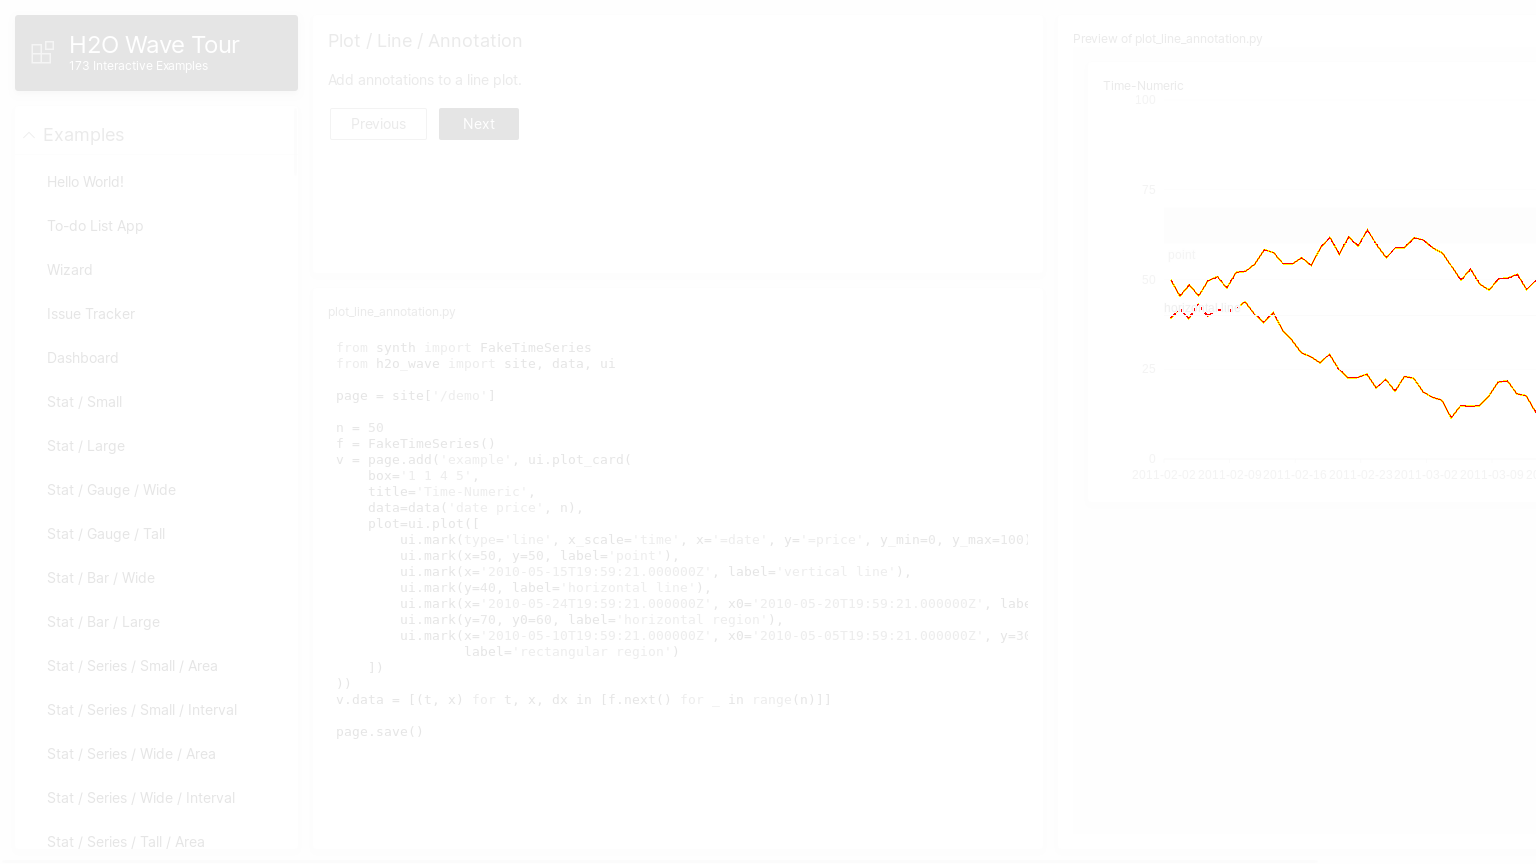 H2O Wave Tour
173 Interactive Examples
Examples
Hello World!
To-do List App
Wizard
Issue Tracker
Dashboard
Stat / Small
Stat / Large
Stat / Gauge / Wide
Stat / Gauge / Tall
Stat / Bar / Wide
Stat / Bar / Large
Stat / Series / Small / Area
Stat / Series / Small / Interval
Stat / Series / Wide / Area
Stat / Series / Wide / Interval
Stat / Series / Tall / Area
Plot / Line / Annotation
Add annotations to a line plot.
Previous Next
plot_line_annotation.py
from synth import FakeTimeSeries
from h2o_wave import site, data, ui
page = site['/demo']
n = 50
f = FakeTimeSeries()
v = page.add('example', ui.plot_card(
    box='1 1 4 5',
    title='Time-Numeric',
    data=data('date price', n),
    plot=ui.plot([
        ui.mark(type='line', x_scale='time', x='=date', y='=price', y_min=0, y_max=100)
        ui.mark(x=50, y=50, label='point'),
        ui.mark(x='2010-05-15T19:59:21.000000Z', label='vertical line'),
        ui.mark(y=40, label='horizontal line'),
        ui.mark(x='2010-05-24T19:59:21.000000Z', x0='2010-05-20T19:59:21.000000Z', labe
        ui.mark(y=70, y0=60, label='horizontal region'),
        ui.mark(x='2010-05-10T19:59:21.000000Z', x0='2010-05-05T19:59:21.000000Z', y=30
                label='rectangular region')
    ])
))
v.data = [(t, x) for t, x, dx in [f.next() for _ in range(n)]]
page.save()
Preview of plot_line_annotation.py
Time-Numeric
100
75
point
50
25
0
2011-02-02 2011-02-09 2011-02-16 2011-02-23 2011-03-02 2011-03-09 20